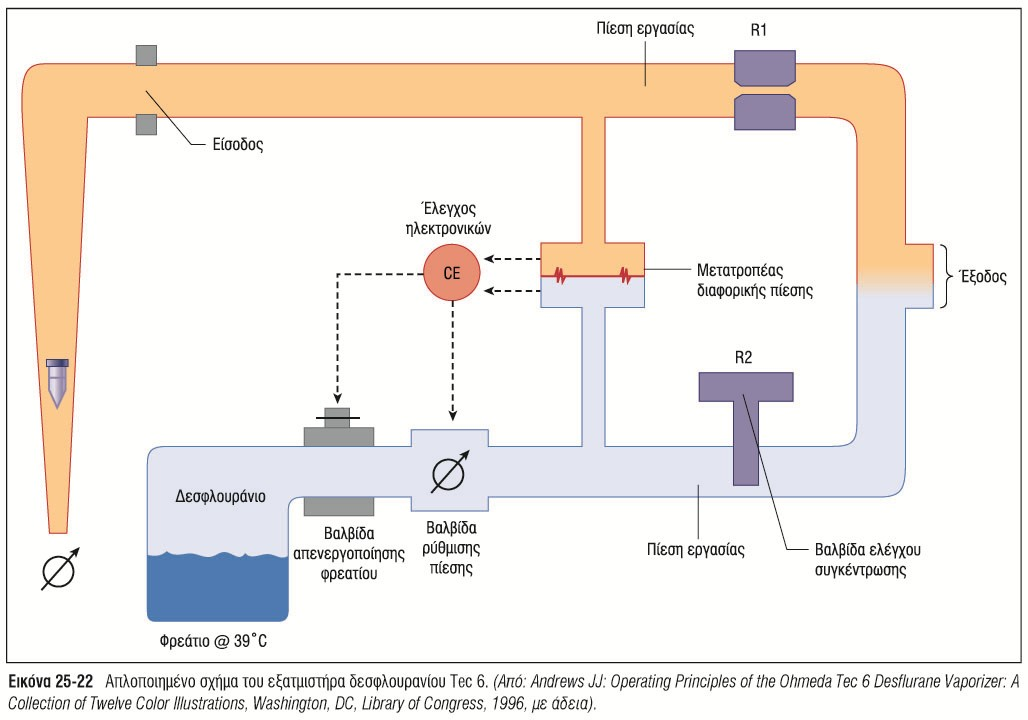 Πίεση εργασίας
R1
Είσοδος
Έλεγχος
ηλεκτρονικών
CE
Μετατροπέας
διαφορικής πίεσης
Έξοδος
R2
Δεσφλουράνιο
Βαλβίδα
απενεργοποίησης
φρεατίου
Βαλβίδα
ρύθμισης
πίεσης
Πίεση εργασίας
Βαλβίδα ελέγχου
συγκέντρωσης
Φρεάτιο @ 39˚C
Εικόνα 25-22 Απλοποιημένο σχήμα του εξατμιστήρα δεσφλουρανίου Tec 6. (Από: Andrews JJ: Operating Principles of the Ohmeda Tec 6 Desflurane Vaporizer: A
Collection of Twelve Color Illustrations, Washington, DC, Library of Congress, 1996, με άδεια).